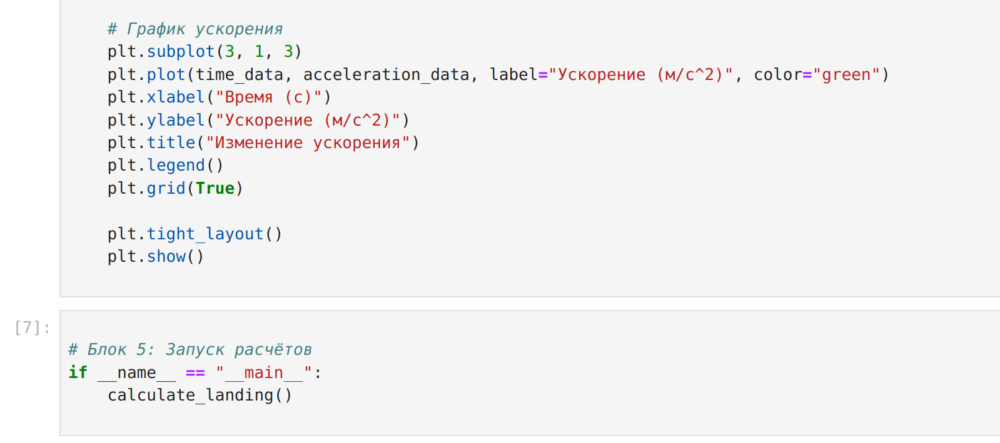 # График ускорения
plt.subplot(3, 1, 3)
plt.plot(time_data, acceleration_data, label="Ускорение (м/с^2)", color="green")
plt.xlabel("Время (с)")
plt.ylabel("Ускорение (м/с^2)")
plt.title("Изменение ускорения")
plt.legend()
plt.grid(True)
plt.tight_layout()
plt.show()
[7]:
# Блок 5: Запуск расчётов
if __name__ == "__main__":
calculate_landing()